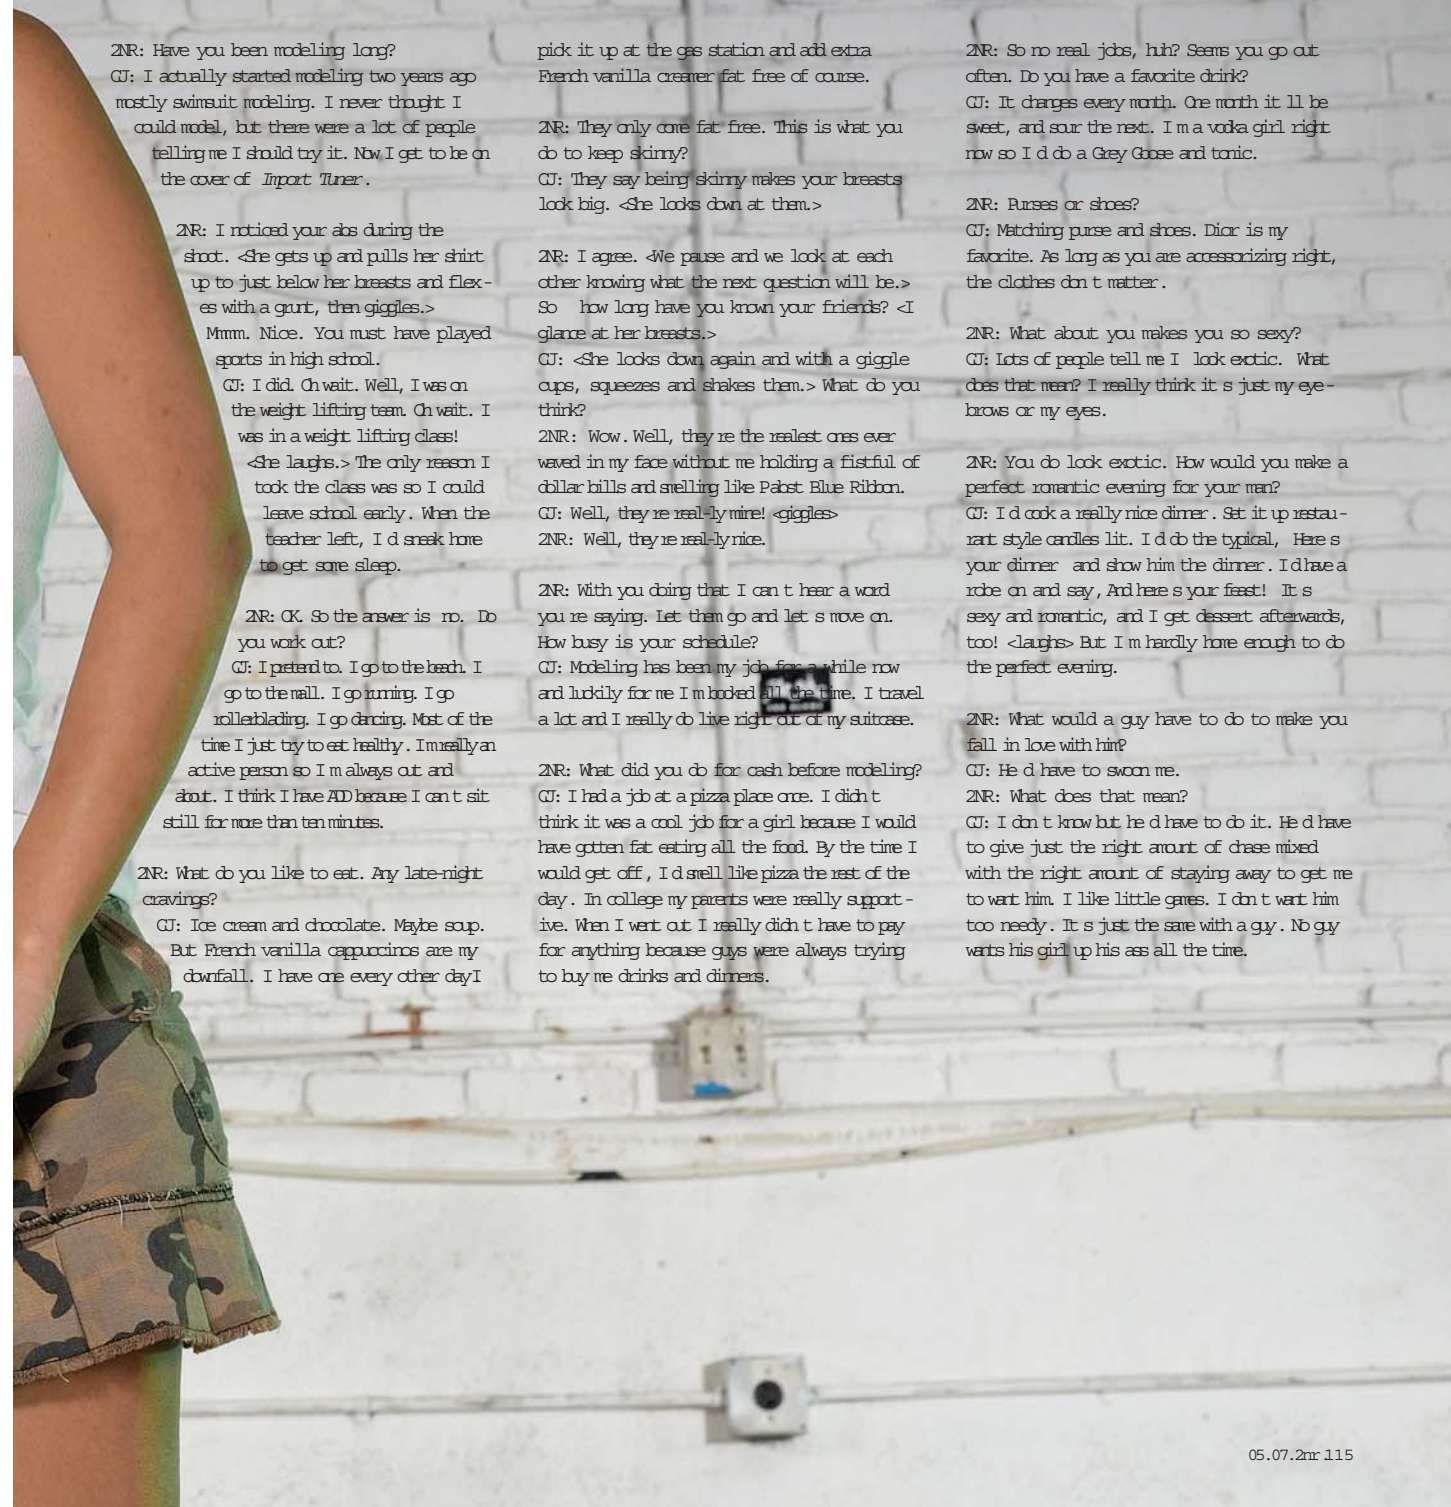 2NR: Have you been modeling long?
GJ: I actually started modeling two years ago
mostly swimsuit modeling. I never thought I
could model, but there were a lot of people
telling me I should try it. Now I get to be on
the cover of Import Tuner.
2NR: I noticed your abs during the
shoot. <She gets up and pulls her shirt
up to just below her breasts and flex-
es with a grunt, then giggles.>
Mmmm. Nice. You must have played
sports in high school.
GJ: I did. Oh wait. Well, I was on
the weight lifting team. Oh wait. I
was in a weight lifting class!
<She laughs.> The only reason I
took the class was so I could
leave school early. When the
teacher left, I d sneak home
to get some sleep.
2NR: OK. So the answer is no. Do
you work out?
GJ: I pretend to. I go to the beach. I
go to the mall. I go running. I go
rollerblading. I go dancing. Most of the
time I just try to eat healthy. I m really an
active person so I m always out and
about. I think I have ADD because I can t sit
still for more than ten minutes.
2NR: What do you like to eat. Any late-night
cravings?
GJ: Ice cream and chocolate. Maybe soup.
But French vanilla cappuccinos are my
downfall. I have one every other day I
pick it up at the gas station and add extra
French vanilla creamer fat free of course.
2NR: They only come fat free. This is what you
do to keep skinny?
GJ: They say being skinny makes your breasts
look big. <She looks down at them.>
2NR: I agree. <We pause and we look at each
other knowing what the next question will be.>
So how long have you known your friends? <I
glance at her breasts.>
GJ: <She looks down again and with a giggle
cups, squeezes and shakes them.> What do you
think?
2NR: Wow. Well, they re the realest ones ever
waved in my face without me holding a fistful of
dollar bills and smelling like Pabst Blue Ribbon.
GJ: Well, they re real-ly mine! <giggles>
2NR: Well, they re real-ly nice.
2NR: With you doing that I can t hear a word
you re saying. Let them go and let s move on.
How busy is your schedule?
GJ: Modeling has been my job for a while now
and luckily for me I m booked all the time. I travel
a lot and I really do live right out of my suitcase.
2NR: What did you do for cash before modeling?
GJ: I had a job at a pizza place once. I didn t
think it was a cool job for a girl because I would
have gotten fat eating all the food. By the time I
would get off, I d smell like pizza the rest of the
day. In college my parents were really support-
ive. When I went out I really didn t have to pay
for anything because guys were always trying
to buy me drinks and dinners.
2NR: So no real jobs, huh? Seems you go out
often. Do you have a favorite drink?
GJ: It changes every month. One month it ll be
sweet, and sour the next. I m a vodka girl right
now so I d do a Grey Goose and tonic.
2NR: Purses or shoes?
GJ: Matching purse and shoes. Dior is my
favorite. As long as you are accessorizing right,
the clothes don t matter.
2NR: What about you makes you so sexy?
GJ: Lots of people tell me I look exotic. What
does that mean? I really think it s just my eye-
brows or my eyes.
2NR: You do look exotic. How would you make a
perfect romantic evening for your man?
GJ: I d cook a really nice dinner. Set it up restau-
rant style candles lit. I d do the typical, Here s
your dinner and show him the dinner. I d have a
robe on and say, And here s your feast! It s
sexy and romantic, and I get dessert afterwards,
too! <laughs> But I m hardly home enough to do
the perfect evening.
2NR: What would a guy have to do to make you
fall in love with him?
GJ: He d have to swoon me.
2NR: What does that mean?
GJ: I don t know but he d have to do it. He d have
to give just the right amount of chase mixed
with the right amount of staying away to get me
to want him. I like little games. I don t want him
too needy. It s just the same with a guy. No guy
wants his girl up his ass all the time.
05.07.2nr.115